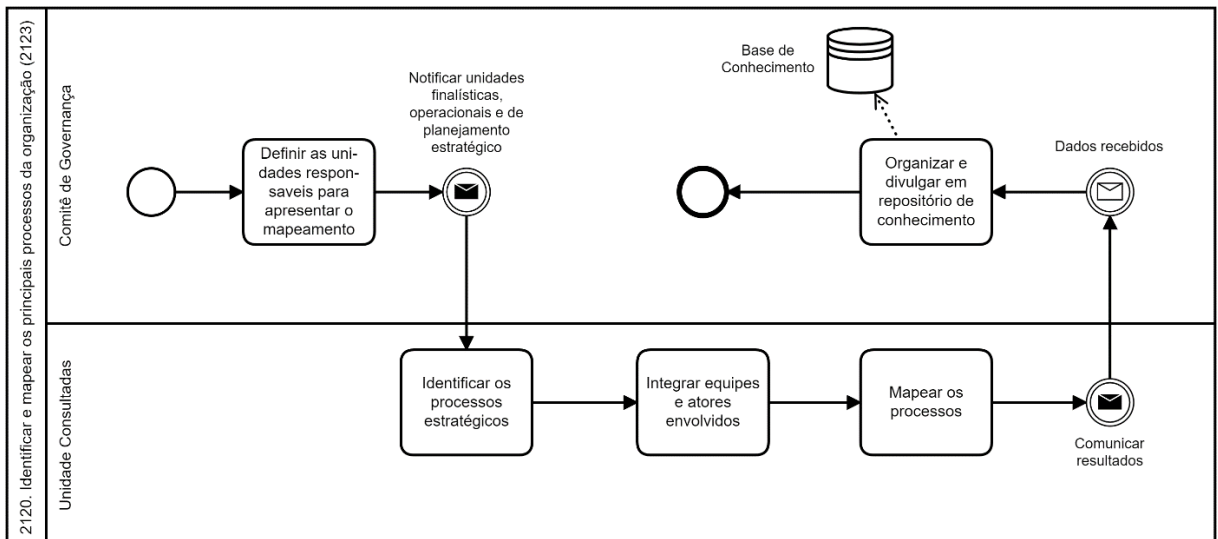 2120. Identificar e mapear os principais processos da organização (2123)
Comitê de Governança
Definir as uni-
dades respon-
saveis para
apresentar o
mapeamento
Notificar unidades
finalísticas,
operacionais e de
planejamento
estratégico
Base de
Conhecimento
Organizar e
divulgar em
repositório de
conhecimento
Dados recebidos
Unidade Consultadas
Identificar os
processos
estratégicos
Integrar equipes
e atores
envolvidos
Mapear os
processos
Comunicar
resultados